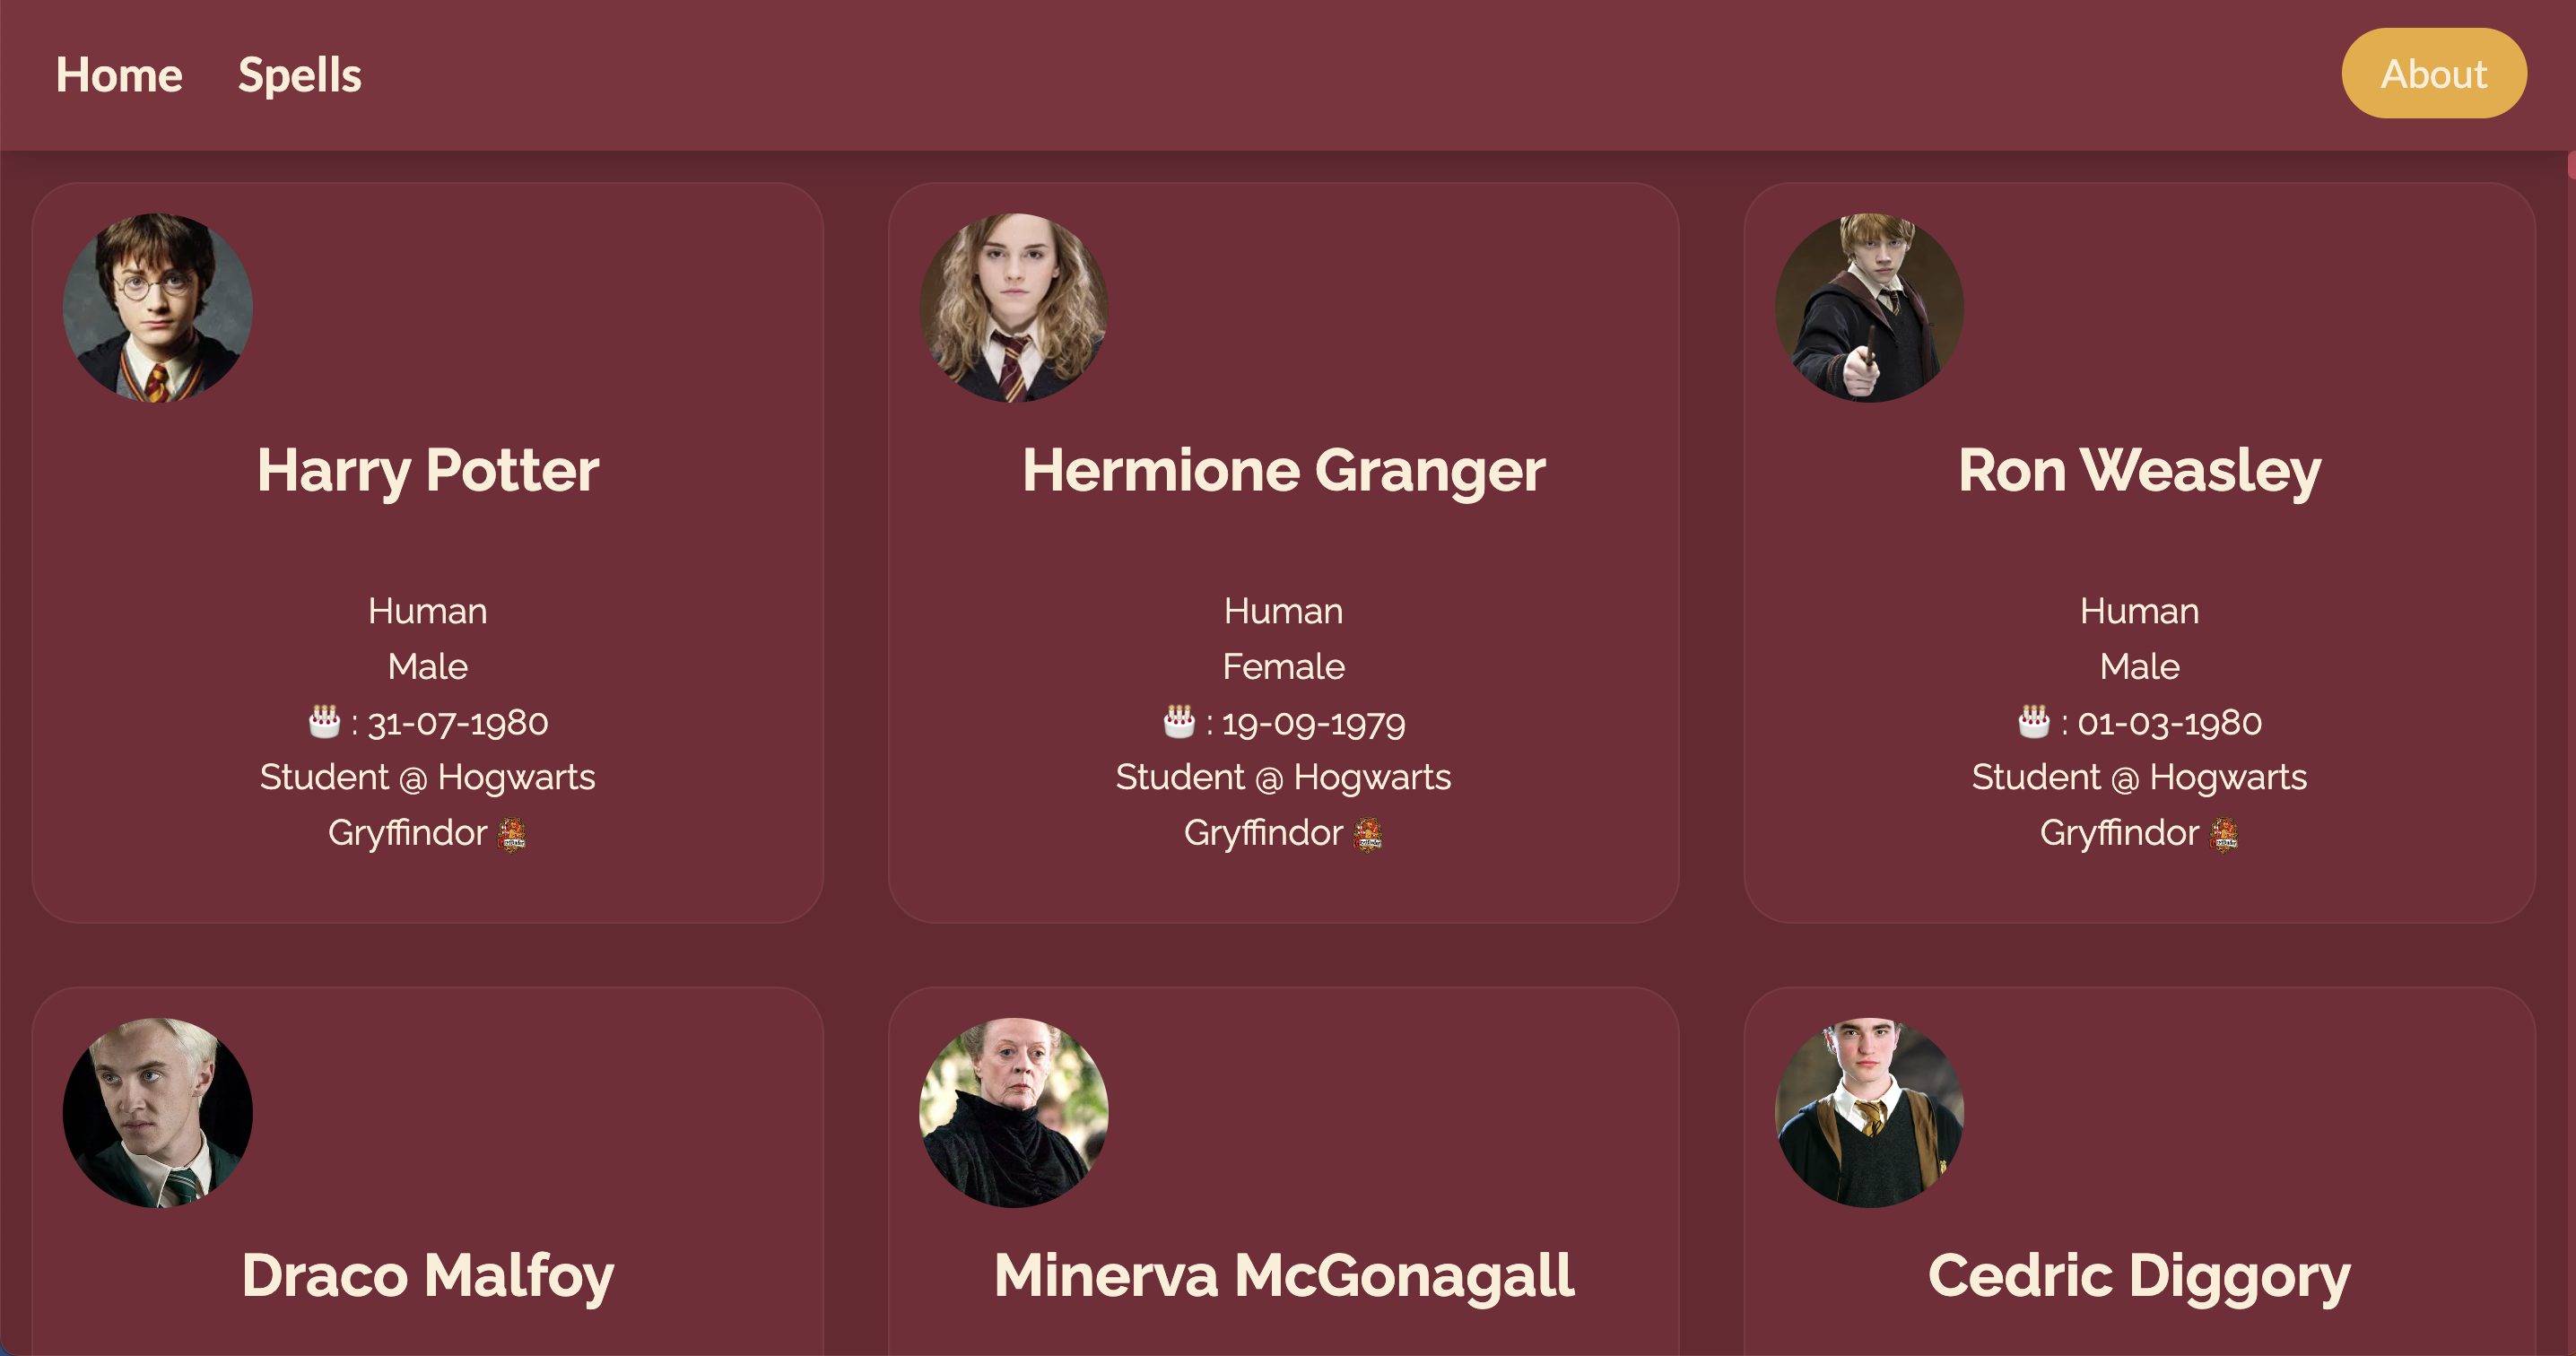 Home Spells About
Harry Potter
Human
Male
🎂 : 31-07-1980
Student @ Hogwarts
Gryffindor
Hermione Granger
Human
Female
🎂 : 19-09-1979
Student @ Hogwarts
Gryffindor
Ron Weasley
Human
Male
🎂 : 01-03-1980
Student @ Hogwarts
Gryffindor
Draco Malfoy
Minerva McGonagall
Cedric Diggory